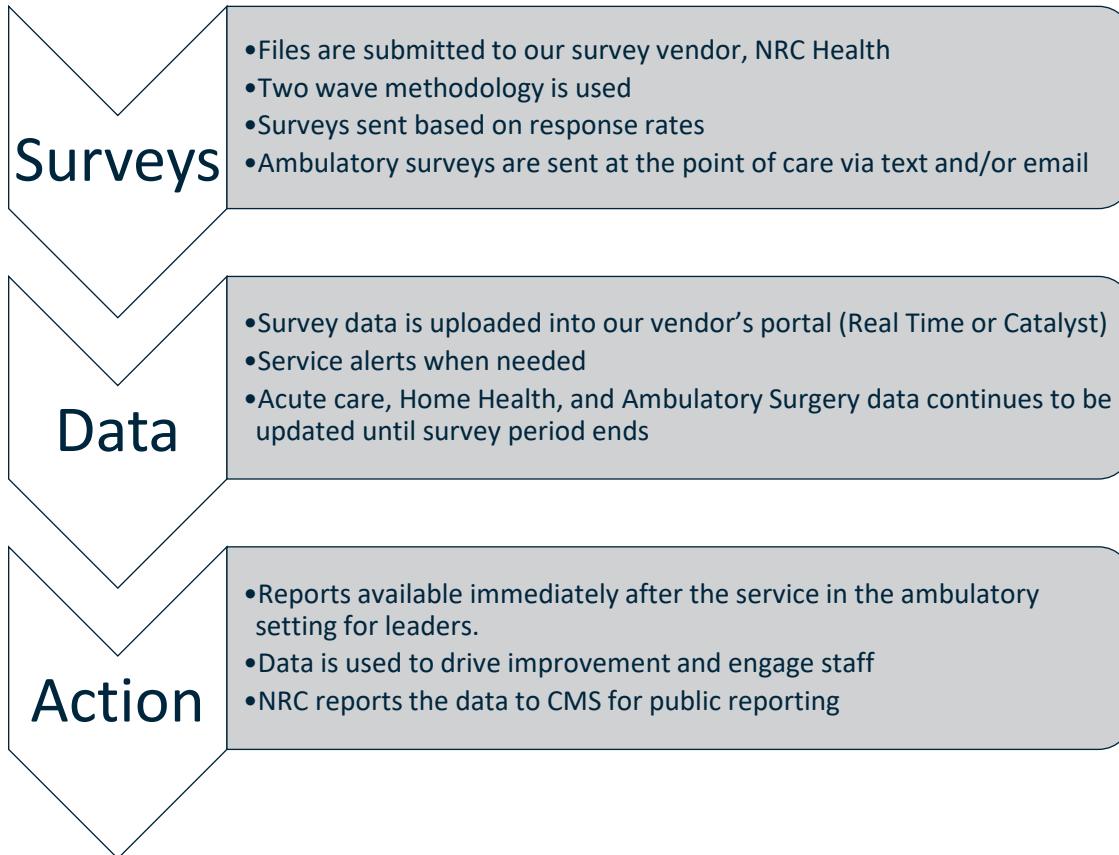 Surveys
•Files are submitted to our survey vendor, NRC Health
•Two wave methodology is used
•Surveys sent based on response rates
•Ambulatory surveys are sent at the point of care via text and/or email
Data
•Survey data is uploaded into our vendor's portal (Real Time or Catalyst)
•Service alerts when needed
•Acute care, Home Health, and Ambulatory Surgery data continues to be
updated until survey period ends
Action
•Reports available immediately after the service in the ambulatory
setting for leaders.
•Data is used to drive improvement and engage staff
•NRC reports the data to CMS for public reporting